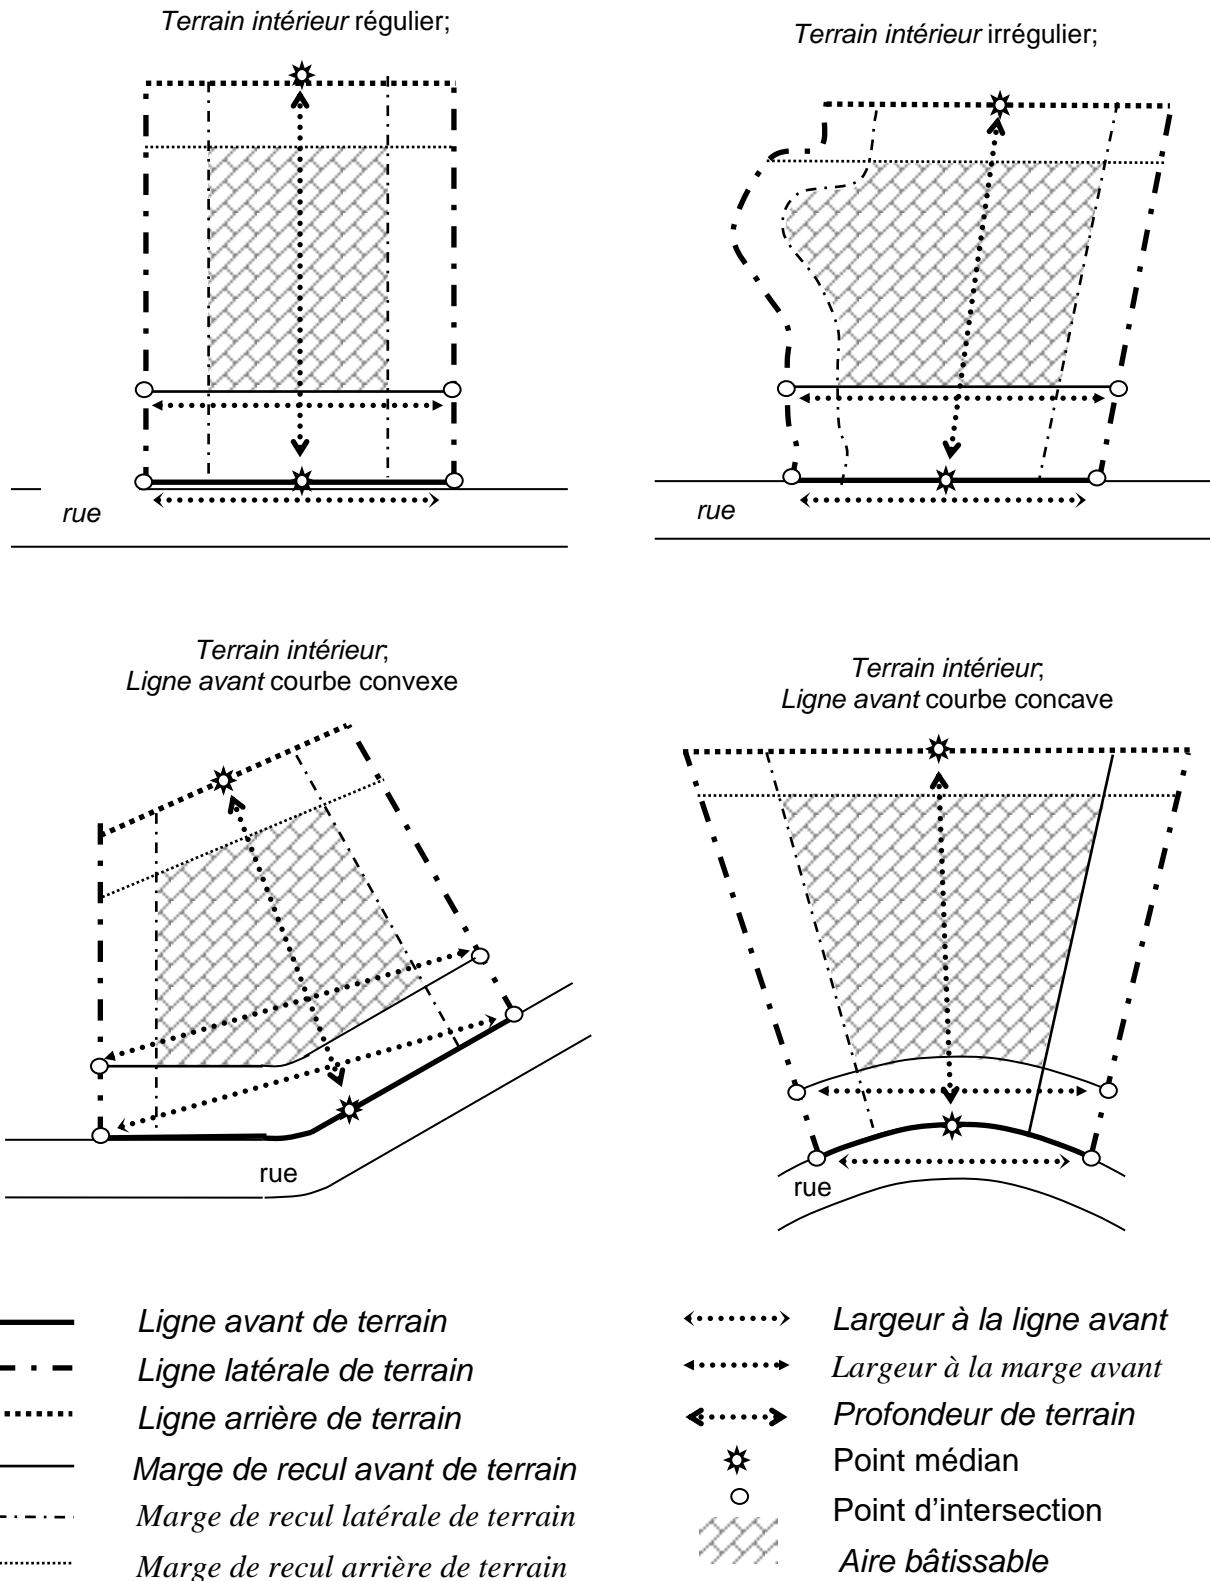 Terrain intérieur régulier;
Terrain intérieur irrégulier;
rue
rue
Terrain intérieur;
Ligne avant courbe convexe
Terrain intérieur;
Ligne avant courbe concave
rue
rue
Ligne avant de terrain
Ligne latérale de terrain
Ligne arrière de terrain
Marge de recul avant de terrain
Marge de recul latérale de terrain
Marge de recul arrière de terrain
Largeur à la ligne avant
Largeur à la marge avant
Profondeur de terrain
Point médian
Point d'intersection
Aire bâtissable